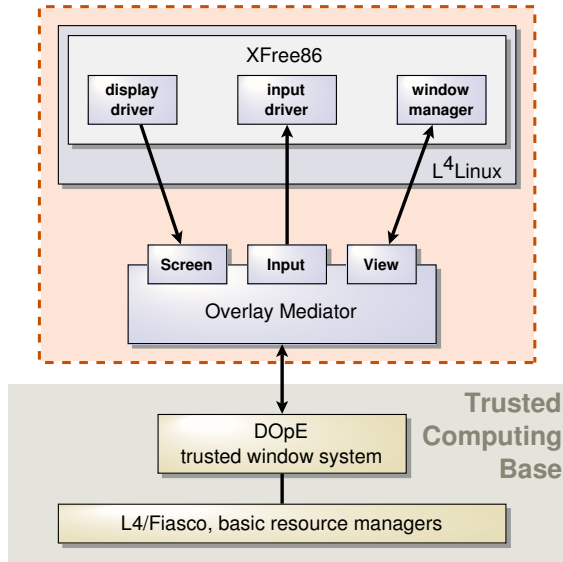 XFree86
display
driver
input
driver
window
manager
L⁴Linux
Screen
Input
View
Overlay Mediator
Trusted
Computing
Base
DOpE
trusted window system
L4/Fiasco, basic resource managers